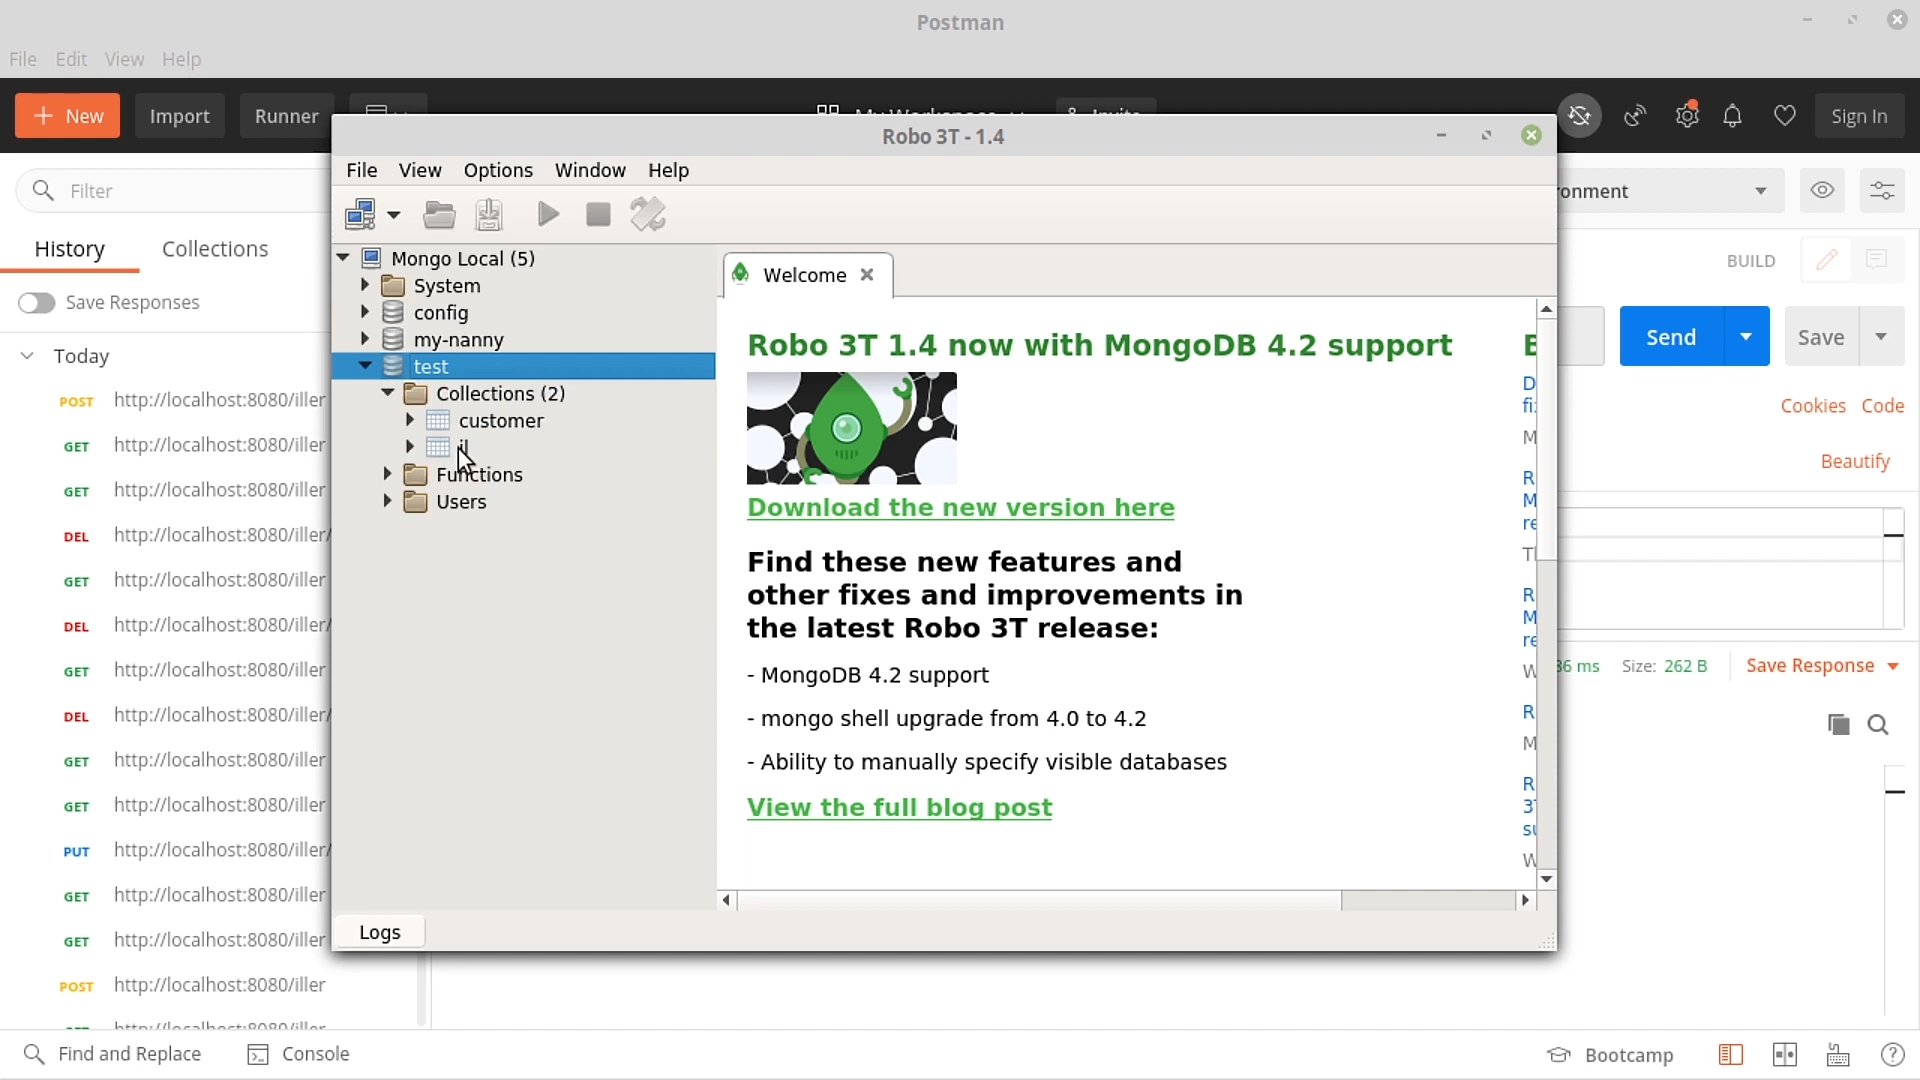 Postman
File Edit View Help
New Import Runner
Sign In
Filter
History Collections
Save Responses
Today
POST http://localhost:8080/iller
GET http://localhost:8080/iller
GET http://localhost:8080/iller
DEL http://localhost:8080/iller/
GET http://localhost:8080/iller
DEL http://localhost:8080/iller/
GET http://localhost:8080/iller
DEL http://localhost:8080/iller/
GET http://localhost:8080/iller
GET http://localhost:8080/iller
PUT http://localhost:8080/iller/
GET http://localhost:8080/iller
GET http://localhost:8080/iller
POST http://localhost:8080/iller
Robo 3T - 1.4
File View Options Window Help
Mongo Local (5)
System
config
my-nanny
test
Collections (2)
customer
il
Functions
Users
Welcome
Robo 3T 1.4 now with MongoDB 4.2 support
Download the new version here
Find these new features and
other fixes and improvements in
the latest Robo 3T release:
- MongoDB 4.2 support
- mongo shell upgrade from 4.0 to 4.2
- Ability to manually specify visible databases
View the full blog post
Logs
ronment
BUILD
Send Save
Cookies Code
Beautify
36 ms Size: 262 B Save Response
Find and Replace Console
Bootcamp